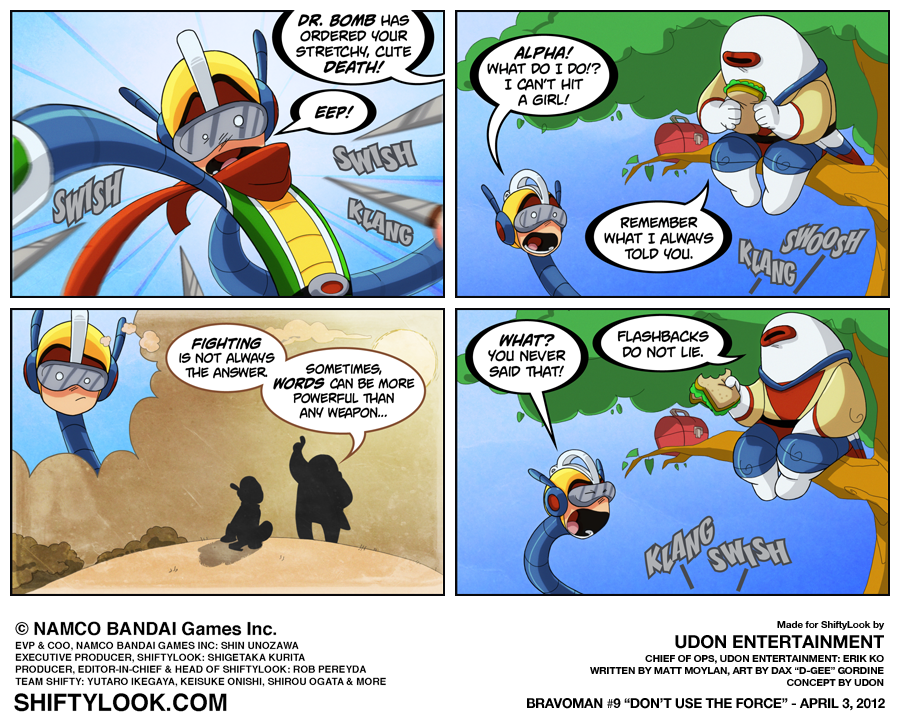 DR. BOMB HAS
ORDERED YOUR
STRETCHY, CUTE
DEATH!
EEP!
SWISH
SWISH
KLANG
ALPHA!
WHAT DO I DO!?
I CAN'T HIT
A GIRL!
REMEMBER
WHAT I ALWAYS
TOLD YOU.
KLANG
SWOOSH
FIGHTING
IS NOT ALWAYS
THE ANSWER.
SOMETIMES,
WORDS CAN BE MORE
POWERFUL THAN
ANY WEAPON...
WHAT?
YOU NEVER
SAID THAT!
FLASHBACKS
DO NOT LIE.
KLANG
SWISH
© NAMCO BANDAI Games Inc.
EVP & COO, NAMCO BANDAI GAMES INC: SHIN UNOZAWA
EXECUTIVE PRODUCER, SHIFTYLOOK: SHIGETAKA KURITA
PRODUCER, EDITOR-IN-CHIEF & HEAD OF SHIFTYLOOK: ROB PEREYDA
TEAM SHIFTY: YUTARO IKEGAYA, KEISUKE ONISHI, SHIROU OGATA & MORE
SHIFTYLOOK.COM
Made for ShiftyLook by
UDON ENTERTAINMENT
CHIEF OF OPS, UDON ENTERTAINMENT: ERIK KO
WRITTEN BY MATT MOYLAN, ART BY DAX "D-GEE" GORDINE
CONCEPT BY UDON
BRAVOMAN #9 "DON'T USE THE FORCE" - APRIL 3, 2012